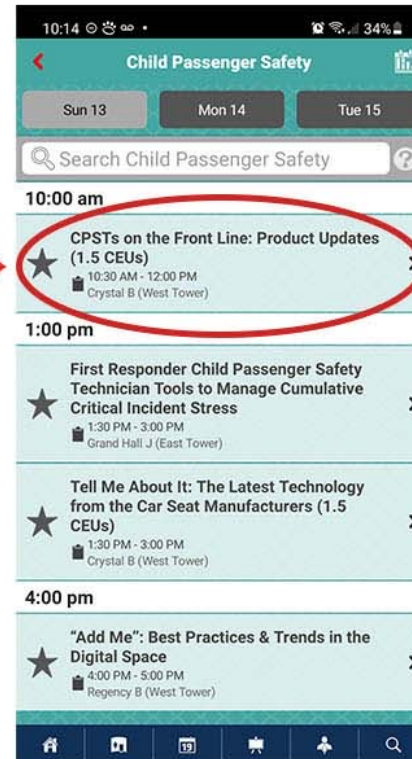 10:14
34%
Child Passenger Safety
Sun 13
Mon 14
Tue 15
Search Child Passenger Safety
?
10:00 am
CPSTs on the Front Line: Product Updates
(1.5 CEUs)
10:30 AM - 12:00 PM
Crystal B (West Tower)
1:00 pm
First Responder Child Passenger Safety
Technician Tools to Manage Cumulative
Critical Incident Stress
1:30 PM - 3:00 PM
Grand Hall J (East Tower)
Tell Me About It: The Latest Technology
from the Car Seat Manufacturers (1.5
CEUs)
1:30 PM - 3:00 PM
Crystal B (West Tower)
4:00 pm
"Add Me": Best Practices & Trends in the
Digital Space
4:00 PM - 5:00 PM
Regency B (West Tower)
19